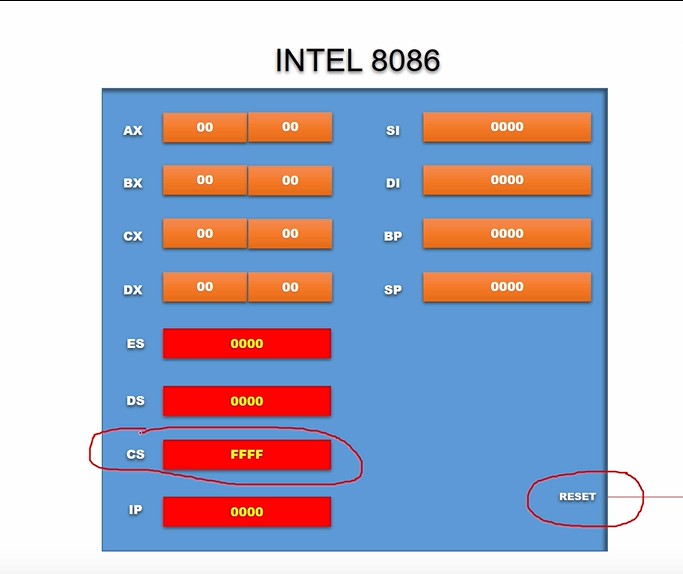 INTEL 8086
AX 00 00 SI 0000
BX 00 00 DI 0000
CX 00 00 BP 0000
DX 00 00 SP 0000
ES 0000
DS 0000
CS FFFF
RESET
IP 0000